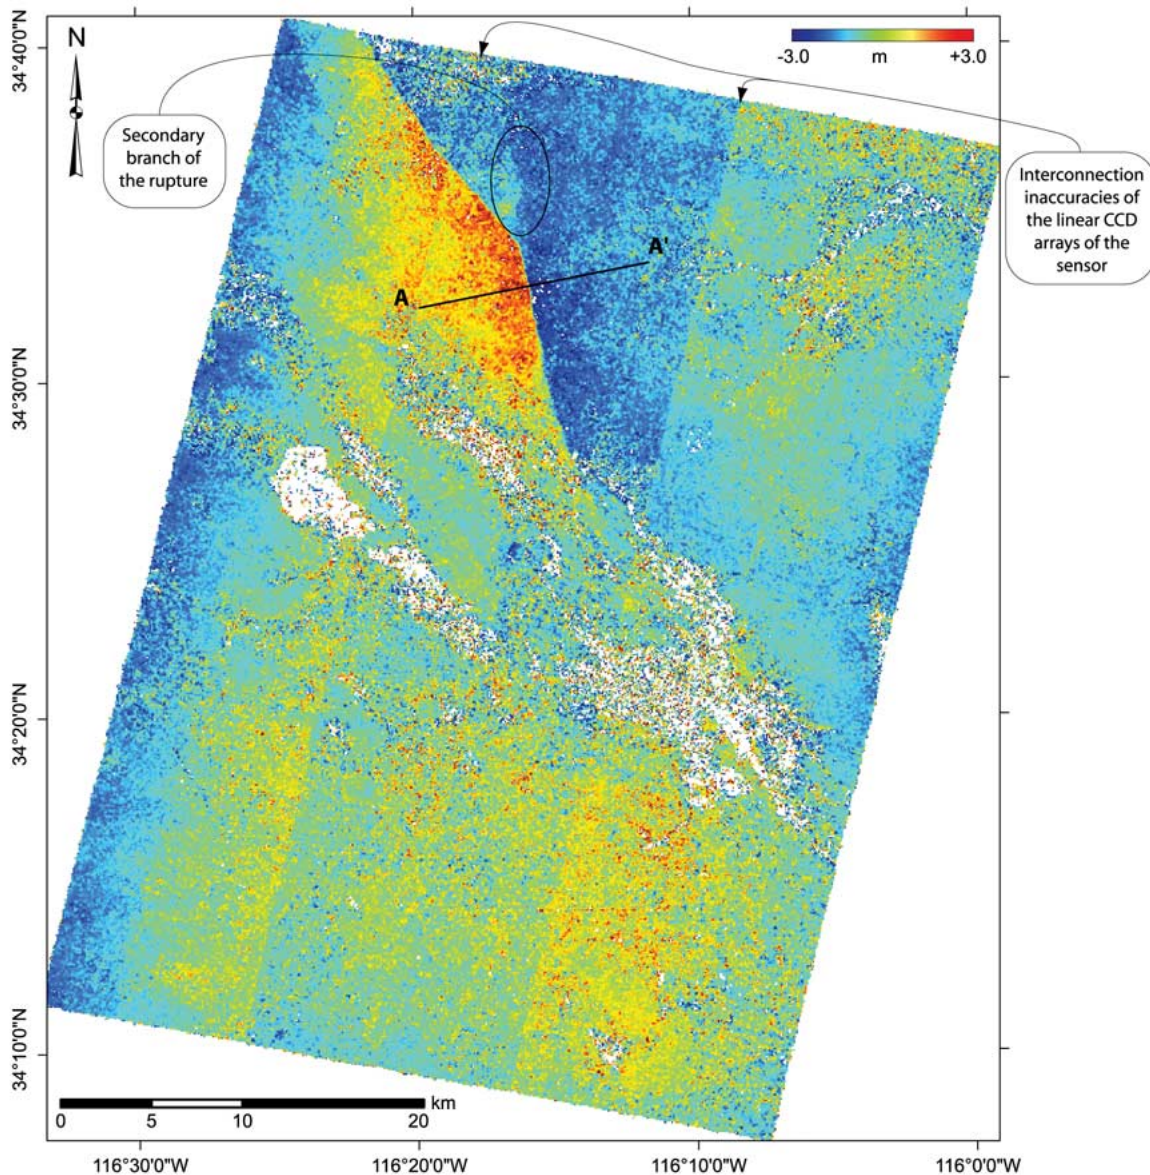 34°40'0"N
N
-3.0 m +3.0
Secondary
branch of
the rupture
Interconnection
inaccuracies of
the linear CCD
arrays of the
sensor
A
A'
34°30'0"N
34°20'0"N
34°10'0"N
0 5 10 20 km
116°30'0"W 116°20'0"W 116°10'0"W 116°0'0"W